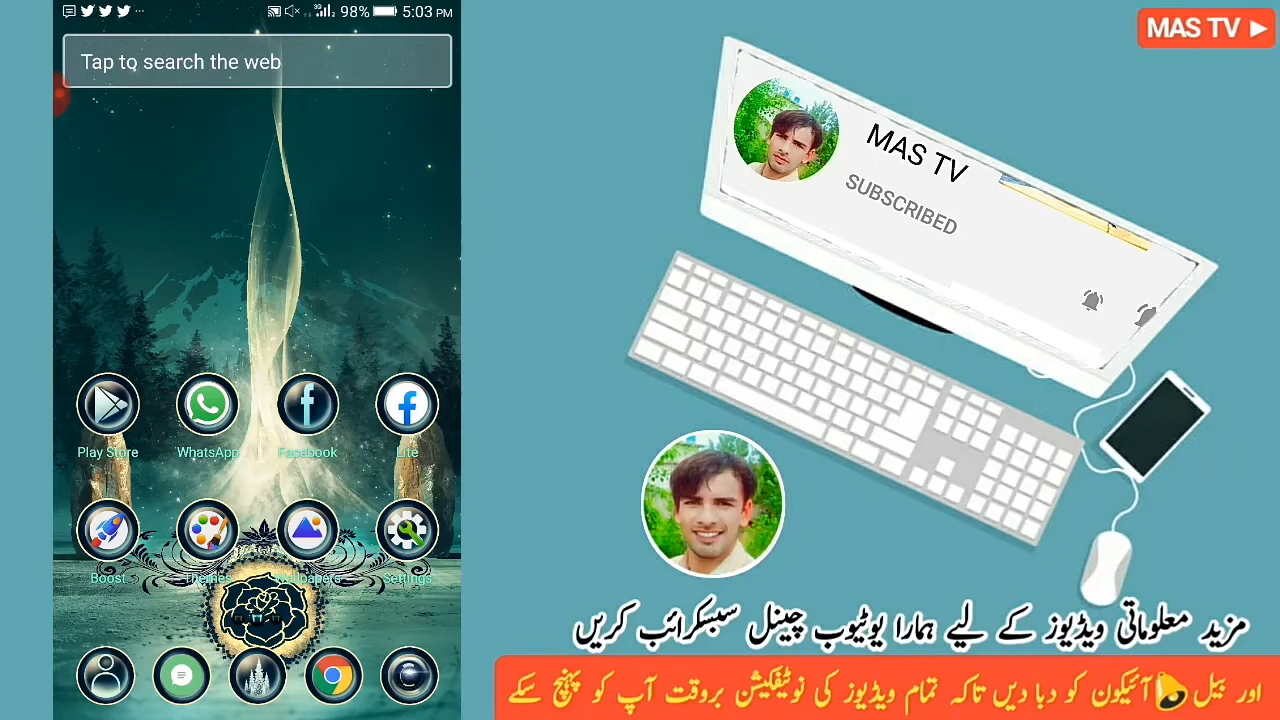 3G 98% 5:03 PM
Tap to search the web
Play Store WhatsApp Facebook Lite
Boost Themes Wallpapers Settings
MAS TV
MAS TV
SUBSCRIBED
مزید معلوماتی ویڈیوز کے لیے ہمارا یوٹیوب چینل سبسکرائب کریں
اور بیل آئیکون کو دبا دیں تاکہ تمام ویڈیوز کی نوٹیفکیشن بروقت آپ کو پہنچ سکے